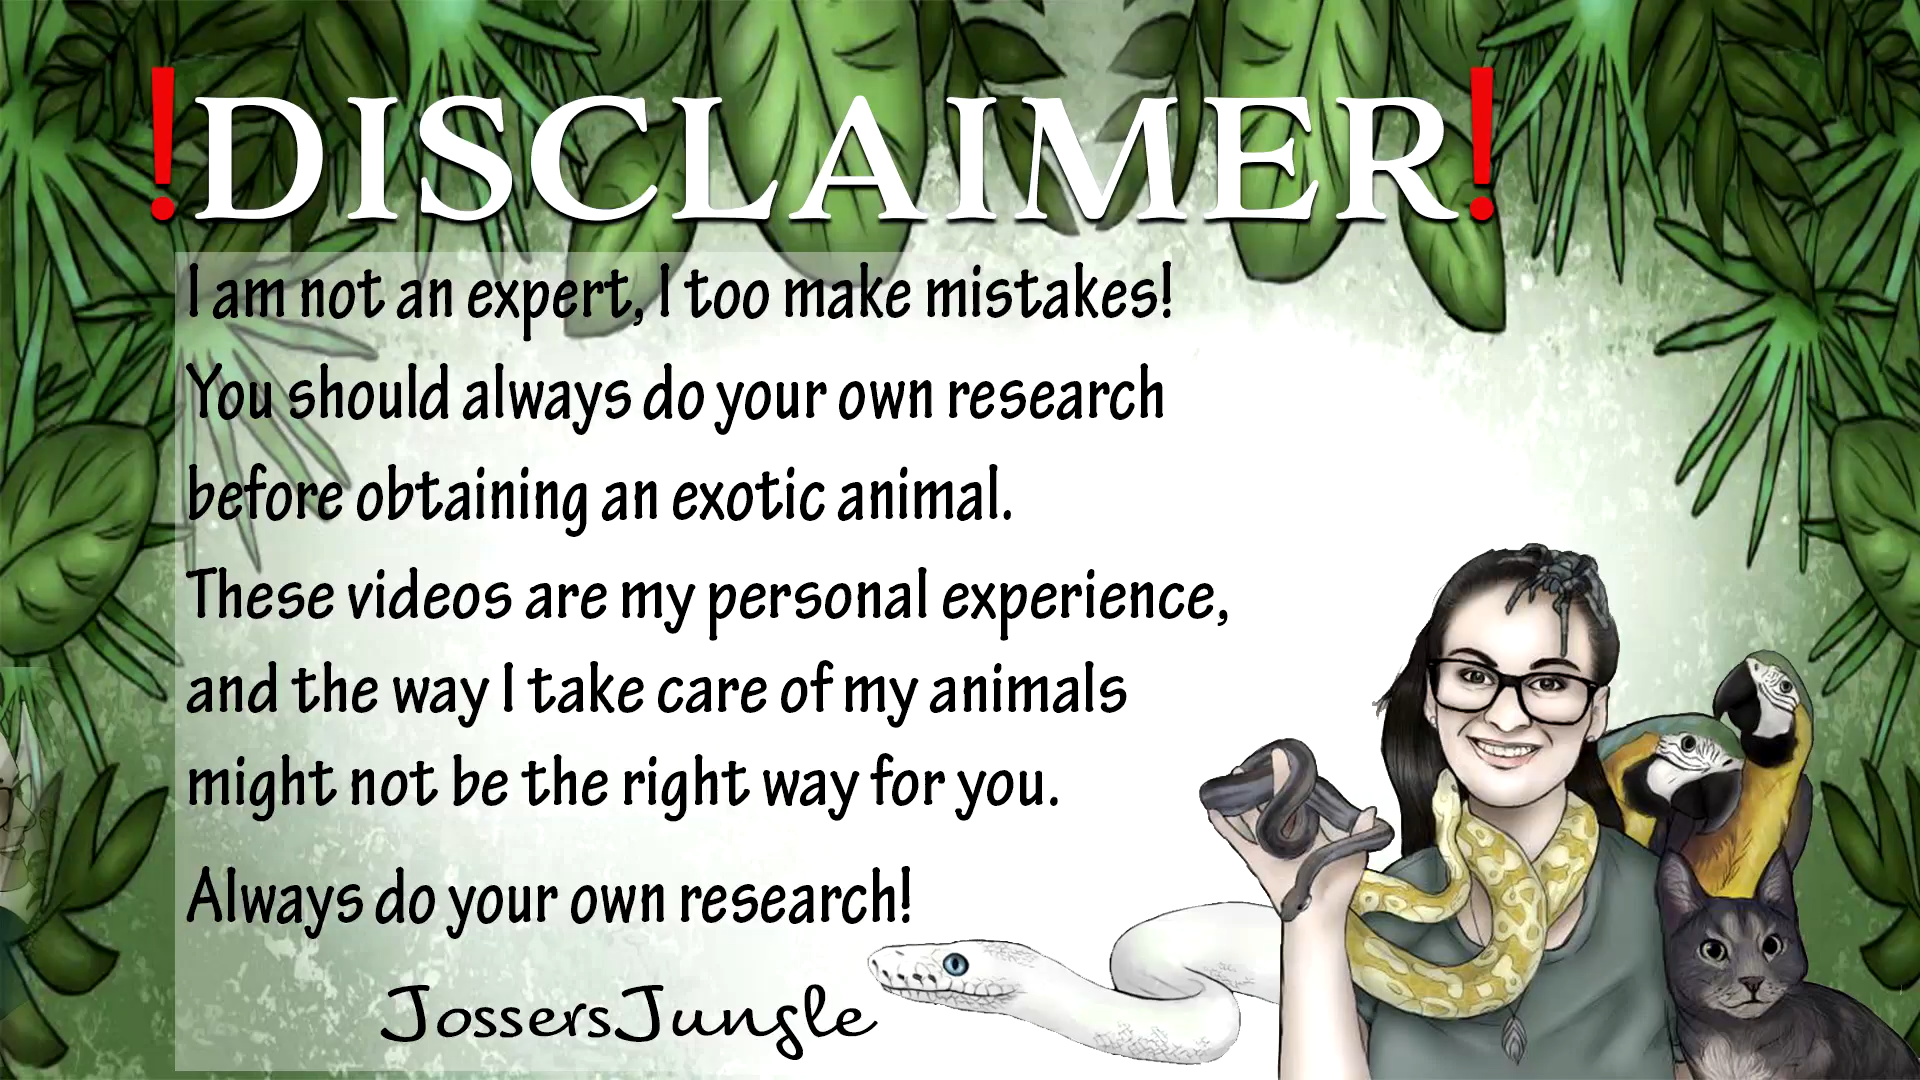 !DISCLAIMER!
I am not an expert, I too make mistakes!
You should always do your own research
before obtaining an exotic animal.
These videos are my personal experience,
and the way I take care of my animals
might not be the right way for you.
Always do your own research!
JossersJungle